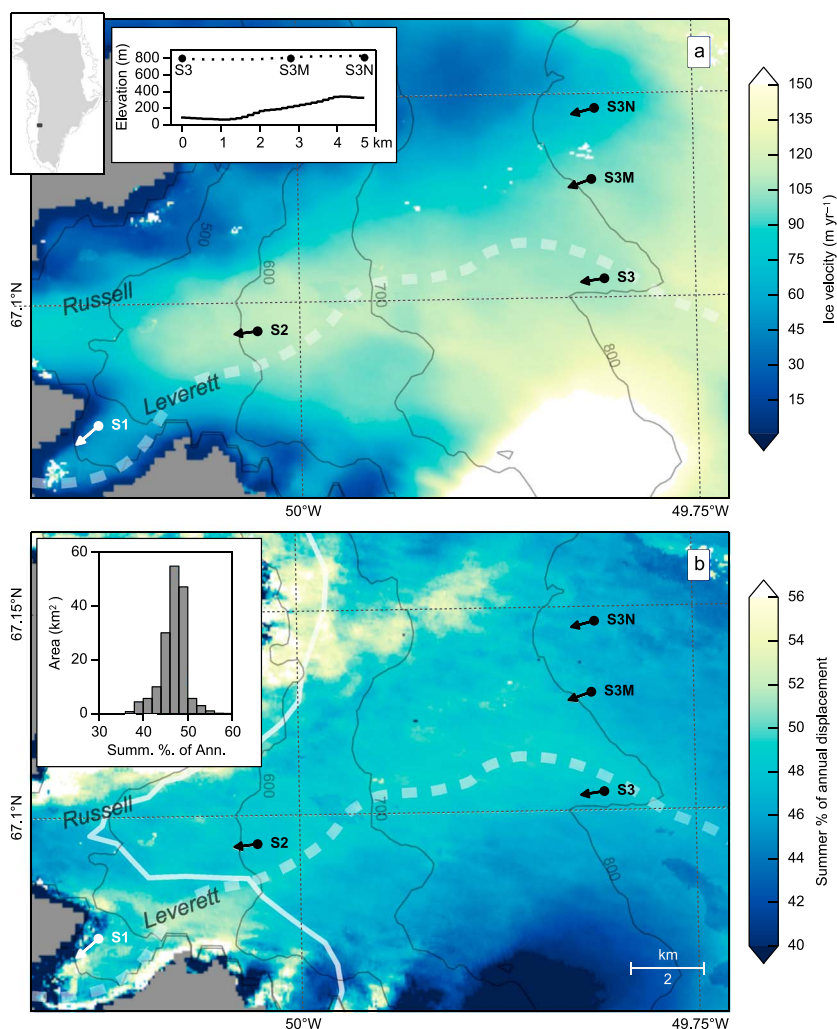 a
Elevation (m)
800
600
400
200
0
S3
S3M
S3N
0
1
2
3
4
5 km
S3N
S3M
S3
S2
S1
500
600
700
800
Russell
Leverett
67.1°N
50°W
49.75°W
150
135
120
105
90
75
60
45
30
15
Ice velocity (m yr⁻¹)
b
Area (km²)
60
40
20
0
30
40
50
60
Summ. %. of Ann.
S3N
S3M
S3
S2
S1
600
700
800
Russell
Leverett
67.15°N
67.1°N
km
2
50°W
49.75°W
56
54
52
50
48
46
44
42
40
Summer % of annual displacement